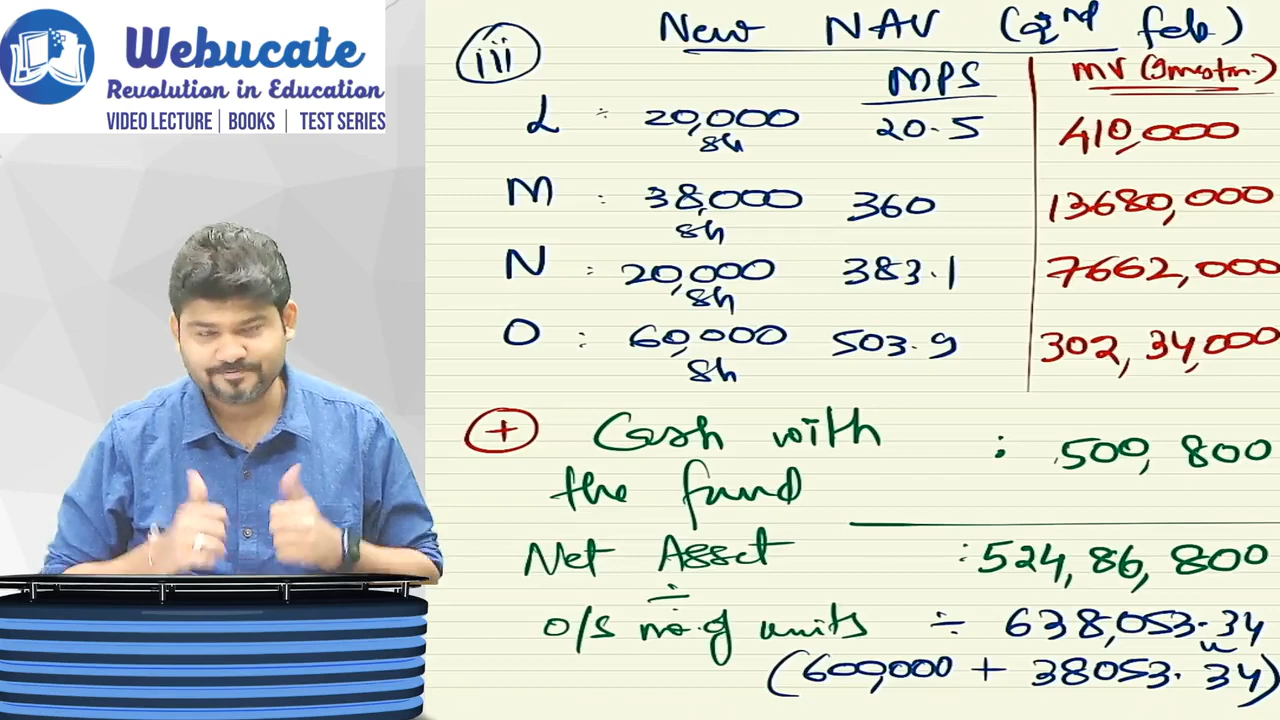 Webucate
Revolution in Education
VIDEO LECTURE | BOOKS | TEST SERIES
iii New NAV (2nd feb)
MPS MV (Investm.)
L : 20,000 sh 20.5 410,000
M : 38,000 sh 360 13680,000
N : 20,000 sh 383.1 7662,000
O : 60,000 sh 503.9 302,34,000
+ Cash with : 500,800
the fund
Net Asset : 524,86,800
÷
o/s no. of units ÷ 638,053.34
(600,000 + 38053.34)